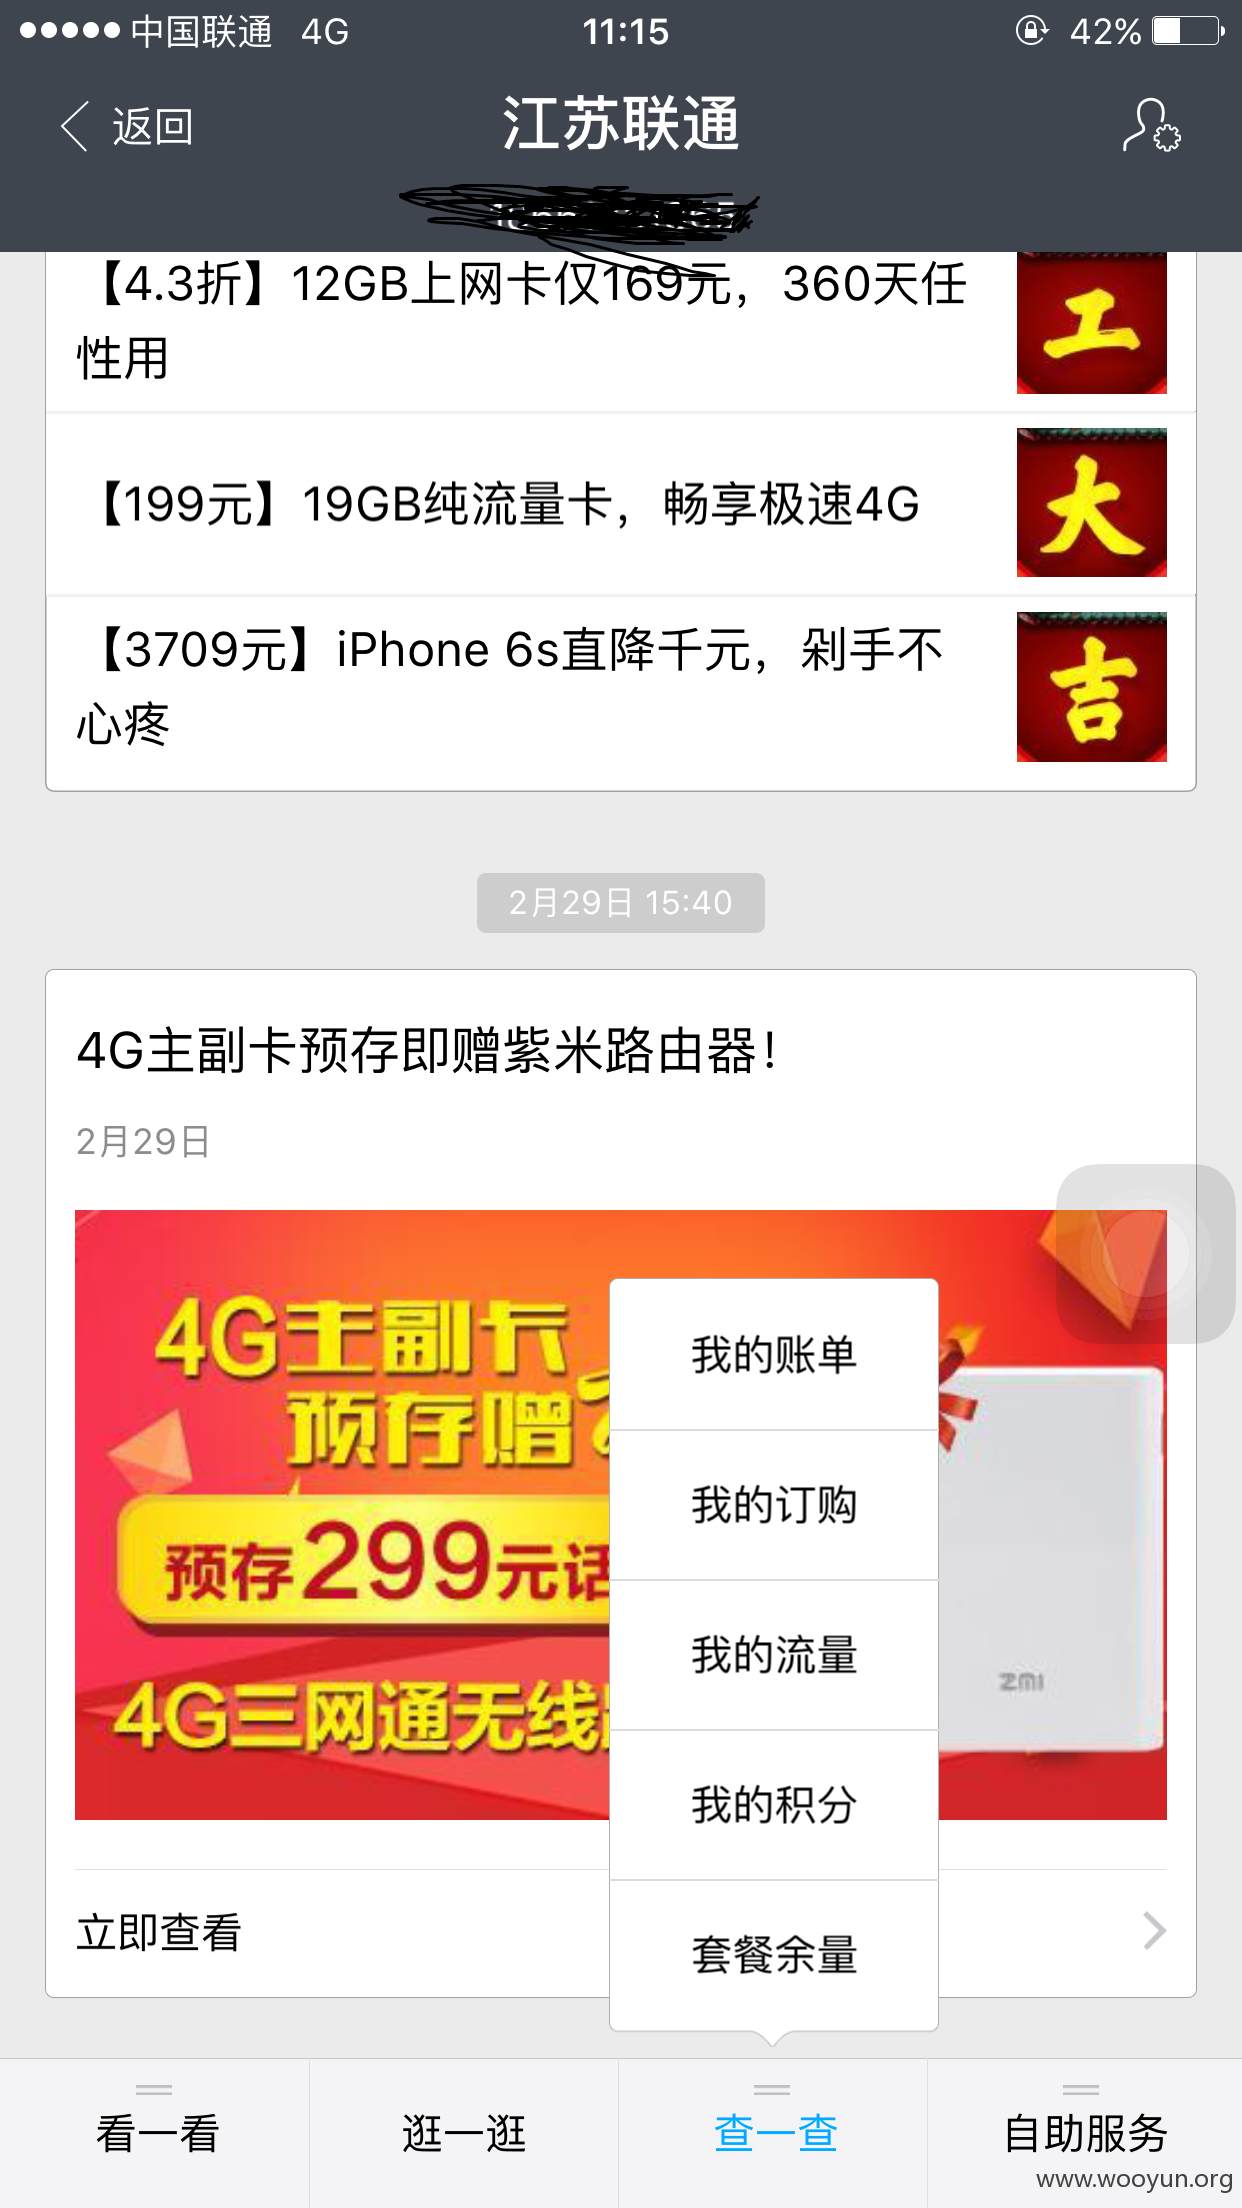 中国联通 4G 11:15 42%
返回 江苏联通
【4.3折】12GB上网卡仅169元，360天任
性用
工
【199元】19GB纯流量卡，畅享极速4G
大
【3709元】iPhone 6s直降千元，剁手不
心疼
吉
2月29日 15:40
4G主副卡预存即赠紫米路由器！
2月29日
4G主副卡
预存赠
预存299元话
4G三网通无线
ZMI
我的账单
我的订购
我的流量
我的积分
套餐余量
立即查看
看一看 逛一逛 查一查 自助服务
www.wooyun.org